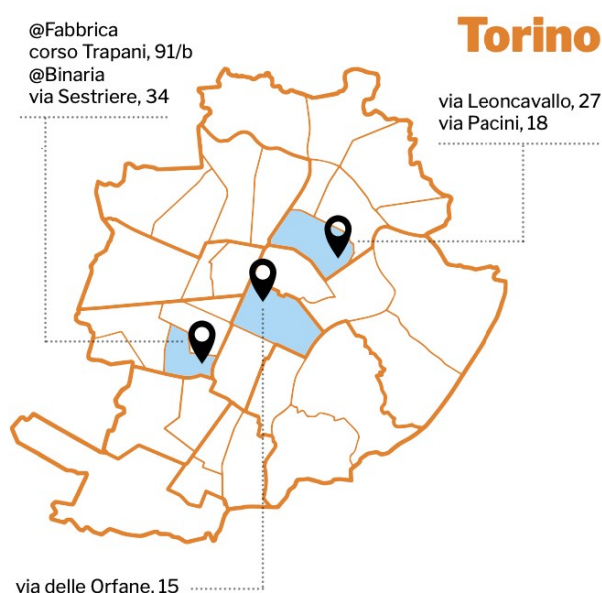 @Fabbrica
corso Trapani, 91/b
@Binaria
via Sestriere, 34
Torino
via Leoncavallo, 27
via Pacini, 18
via delle Orfane, 15